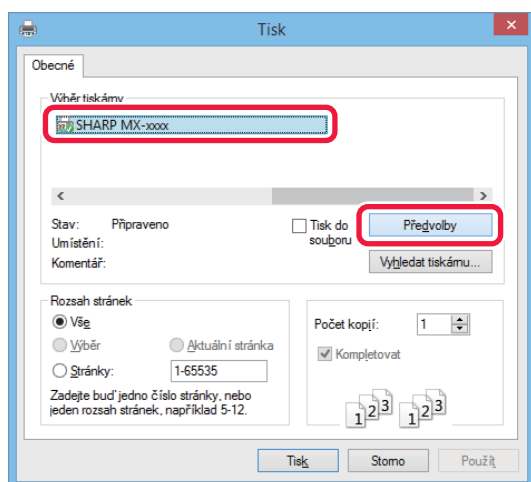 Tisk
Obecné
Výběr tiskárny
SHARP MX-xxxx
Stav: Připraveno
Umístění:
Komentář:
Tisk do souboru
Předvolby
Vyhledat tiskárnu...
Rozsah stránek
Vše
Výběr
Aktuální stránka
Stránky: 1-65535
Zadejte buď jedno číslo stránky, nebo
jeden rozsah stránek, například 5-12.
Počet kopií: 1
Kompletovat
1 2 3 1 2 3
Tisk Storno Použít